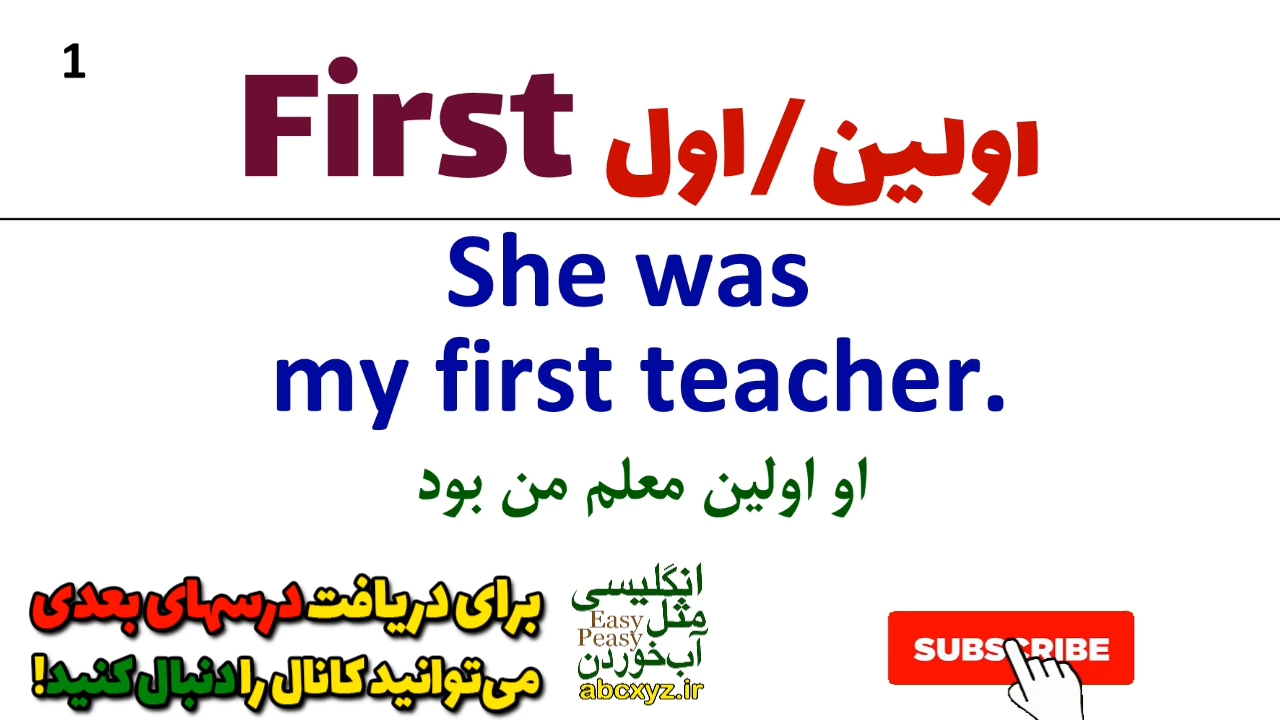 1
First اولین/اول
She was
my first teacher.
او اولین معلم من بود
برای دریافت درسهای بعدی
می‌توانید کانال را دنبال کنید!
انگلیسی
مثل Easy
Peasy
آب‌خوردن
abcxyz.ir
SUBSCRIBE